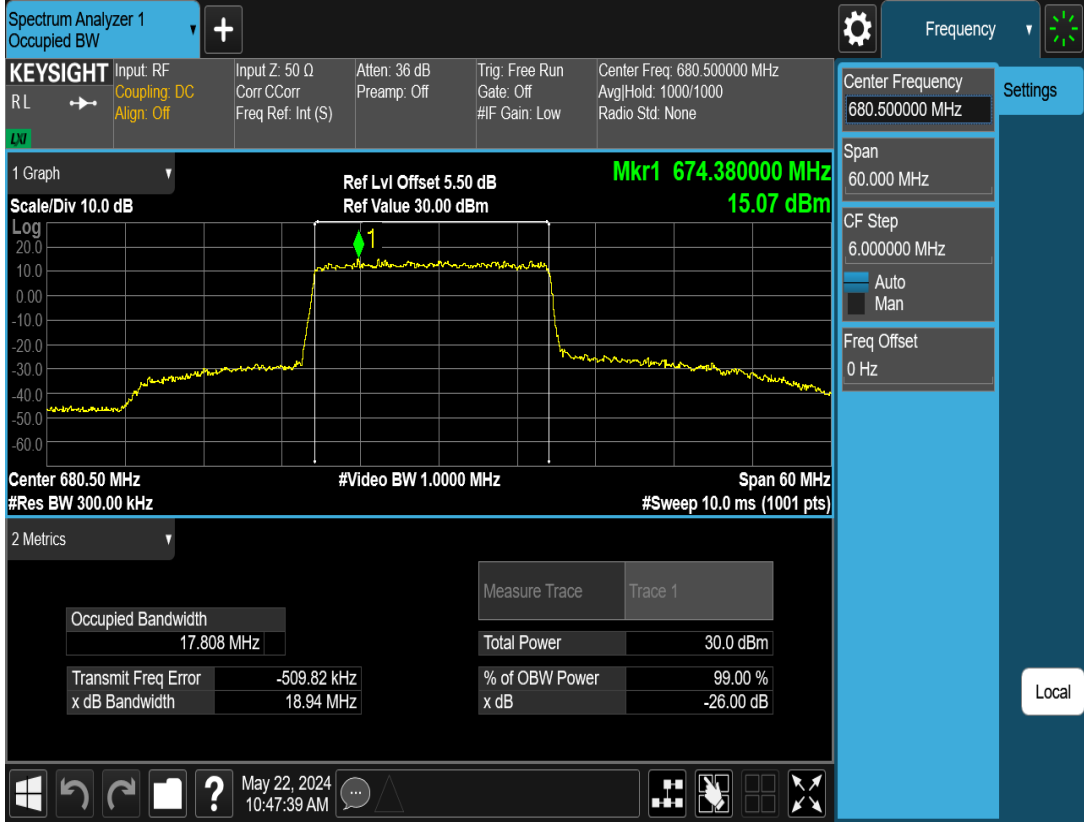 Spectrum Analyzer 1
Occupied BW
+
Frequency
KEYSIGHT
RL
LXI
Input: RF
Coupling: DC
Align: Off
Input Z: 50 Ω
Corr CCorr
Freq Ref: Int (S)
Atten: 36 dB
Preamp: Off
Trig: Free Run
Gate: Off
#IF Gain: Low
Center Freq: 680.500000 MHz
Avg|Hold: 1000/1000
Radio Std: None
Center Frequency
680.500000 MHz
Settings
Span
60.000 MHz
CF Step
6.000000 MHz
Auto
Man
Freq Offset
0 Hz
Local
1 Graph
Scale/Div 10.0 dB
Ref Lvl Offset 5.50 dB
Ref Value 30.00 dBm
Mkr1 674.380000 MHz
15.07 dBm
Log
1
20.0
10.0
0.00
-10.0
-20.0
-30.0
-40.0
-50.0
-60.0
Center 680.50 MHz
#Video BW 1.0000 MHz
Span 60 MHz
#Res BW 300.00 kHz
#Sweep 10.0 ms (1001 pts)
2 Metrics
Measure Trace Trace 1
Occupied Bandwidth
17.808 MHz
Total Power 30.0 dBm
Transmit Freq Error -509.82 kHz
% of OBW Power 99.00 %
x dB Bandwidth 18.94 MHz
x dB -26.00 dB
?
May 22, 2024
10:47:39 AM